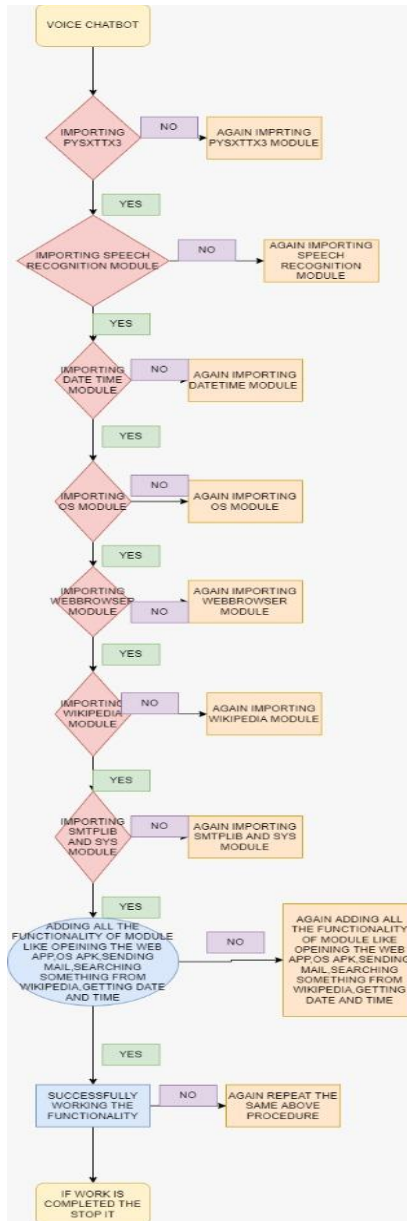 VOICE CHATBOT
IMPORTING
PYSXTTX3
NO
AGAIN IMPRTING
PYSXTTX3 MODULE
YES
IMPORTING SPEECH
RECOGNITION MODULE
NO
AGAIN IMPORTING
SPEECH
RECOGNITION
MODULE
YES
IMPORTING
DATE TIME
MODULE
NO
AGAIN IMPORTING
DATETIME MODULE
YES
IMPORTING
OS MODULE
NO
AGAIN IMPORTING
OS MODULE
YES
IMPORTING
WEBBROWSER
MODULE
NO
AGAIN IMPORTING
WEBBROWSER
MODULE
YES
IMPORTING
WIKIPEDIA
MODULE
NO
AGAIN IMPORTING
WIKIPEDIA MODULE
YES
IMPORTING
SMTPLIB
AND SYS
MODULE
NO
AGAIN IMPORTING
SMTPLIB AND SYS
MODULE
YES
ADDING ALL THE
FUNCTIONALITY OF MODULE
LIKE OPEINING THE WEB
APP,OS APK,SENDING
MAIL,SEARCHING
SOMETHING FROM
WIKIPEDIA,GETTING DATE
AND TIME
NO
AGAIN ADDING ALL
THE FUNCTIONALITY
OF MODULE LIKE
OPEINING THE WEB
APP,OS APK,SENDING
MAIL,SEARCHING
SOMETHING FROM
WIKIPEDIA,GETTING
DATE AND TIME
YES
SUCCESSFULLY
WORKING THE
FUNCTIONALITY
NO
AGAIN REPEAT THE
SAME ABOVE
PROCEDURE
IF WORK IS
COMPLETED THE
STOP IT